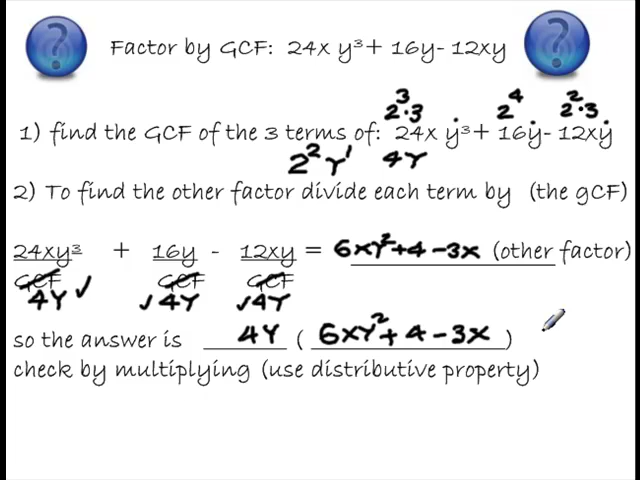 Factor by GCF: 24x y³ + 16y - 12xy
2³·3 2⁴ 2²·3
1) find the GCF of the 3 terms of: 24x y³ + 16y - 12xy
2² Y¹ 4Y
2) To find the other factor divide each term by (the gCF)
24xy³ + 16y - 12xy = 6XY² + 4 - 3X (other factor)
GCF GCF GCF
4Y ✓ ✓ 4Y ✓ 4Y
so the answer is 4Y ( 6XY² + 4 - 3X )
check by multiplying (use distributive property)